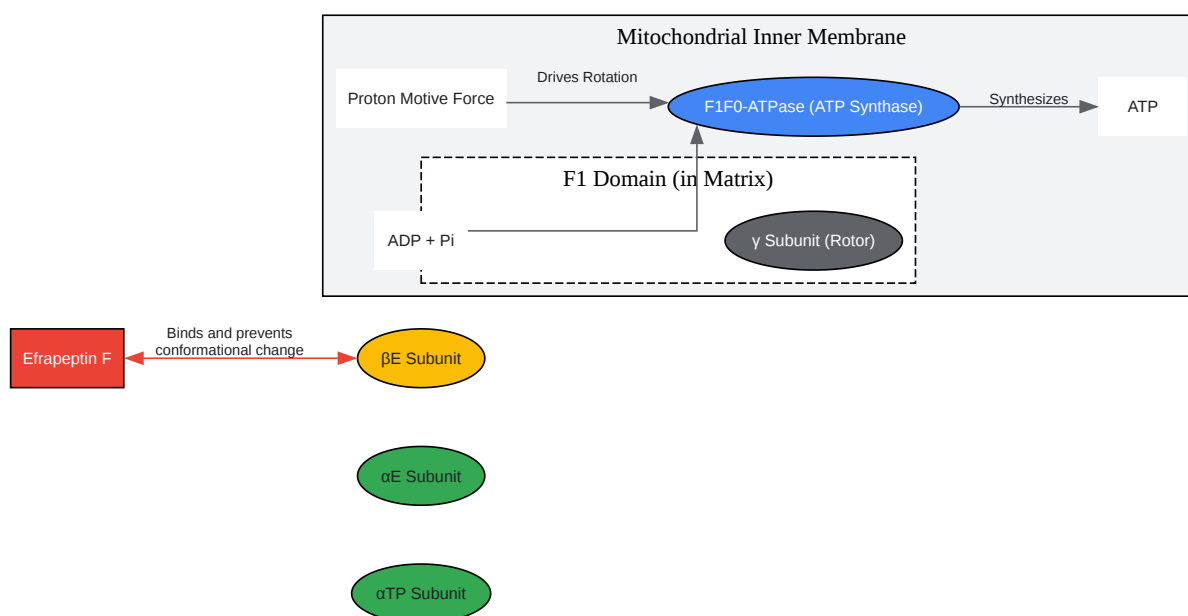 Mitochondrial Inner Membrane
Drives Rotation
Proton Motive Force
F1F0-ATPase (ATP Synthase)
Synthesizes
ATP
F1 Domain (in Matrix)
ADP + Pi
γ Subunit (Rotor)
Efrapeptin F
Binds and prevents
conformational change
βE Subunit
αE Subunit
αTP Subunit